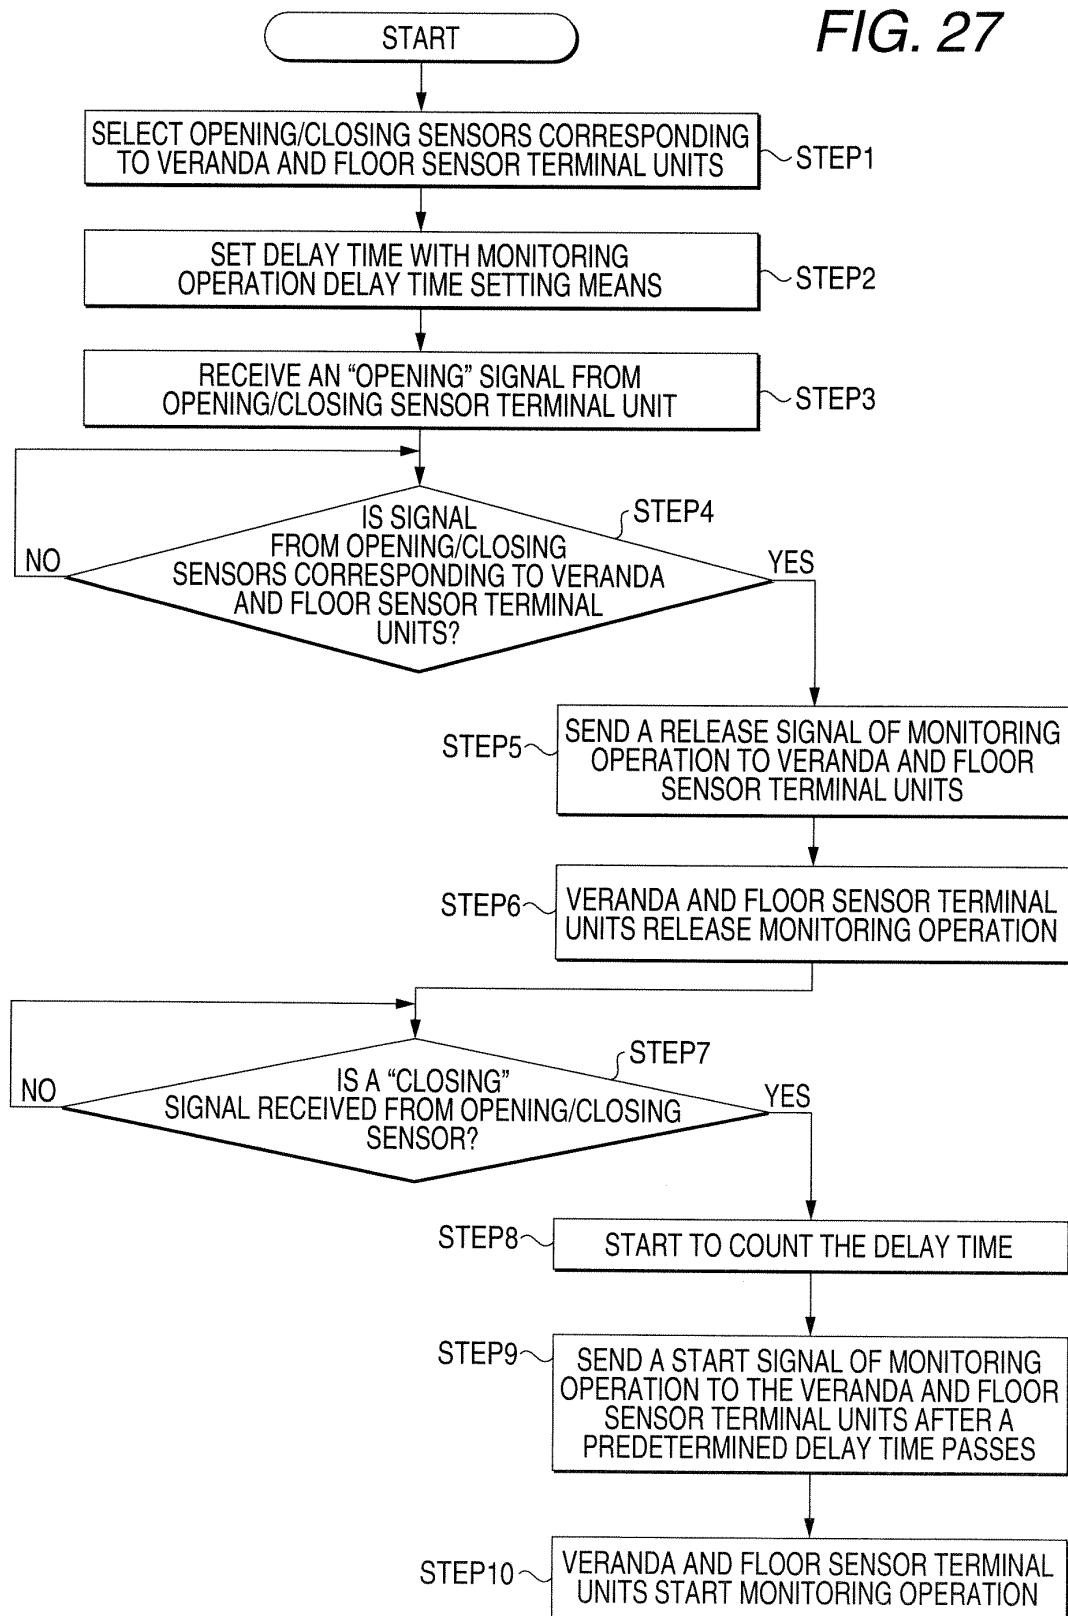 FIG. 27
START
SELECT OPENING/CLOSING SENSORS CORRESPONDING
TO VERANDA AND FLOOR SENSOR TERMINAL UNITS
STEP1
SET DELAY TIME WITH MONITORING
OPERATION DELAY TIME SETTING MEANS
STEP2
RECEIVE AN “OPENING” SIGNAL FROM
OPENING/CLOSING SENSOR TERMINAL UNIT
STEP3
STEP4
IS SIGNAL
FROM OPENING/CLOSING
SENSORS CORRESPONDING TO VERANDA
AND FLOOR SENSOR TERMINAL
UNITS?
NO
YES
STEP5
SEND A RELEASE SIGNAL OF MONITORING
OPERATION TO VERANDA AND FLOOR
SENSOR TERMINAL UNITS
STEP6
VERANDA AND FLOOR SENSOR TERMINAL
UNITS RELEASE MONITORING OPERATION
STEP7
IS A “CLOSING”
SIGNAL RECEIVED FROM OPENING/CLOSING
SENSOR?
NO
YES
STEP8
START TO COUNT THE DELAY TIME
STEP9
SEND A START SIGNAL OF MONITORING
OPERATION TO THE VERANDA AND FLOOR
SENSOR TERMINAL UNITS AFTER A
PREDETERMINED DELAY TIME PASSES
STEP10
VERANDA AND FLOOR SENSOR TERMINAL
UNITS START MONITORING OPERATION